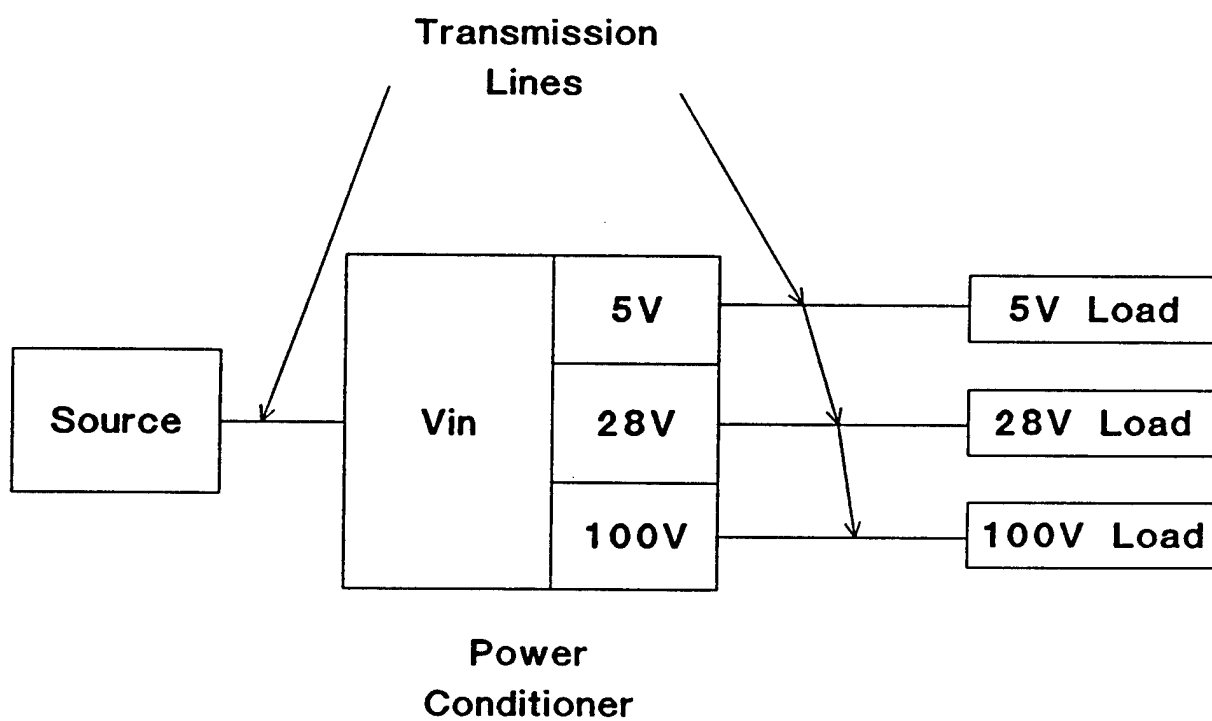 Transmission
Lines
5V
5V Load
Source
Vin
28V
28V Load
100V
100V Load
Power
Conditioner